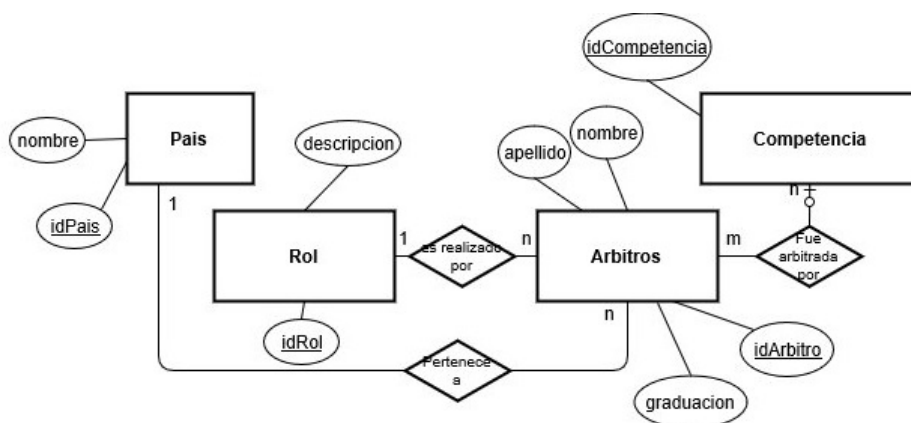 idCompetencia
nombre
Pais
descripcion
apellido
nombre
Competencia
idPais
1
n
Rol
1
es realizado
por
n
Arbitros
m
Fue
arbitrada
por
idRol
n
idArbitro
Pertenece
a
graduacion